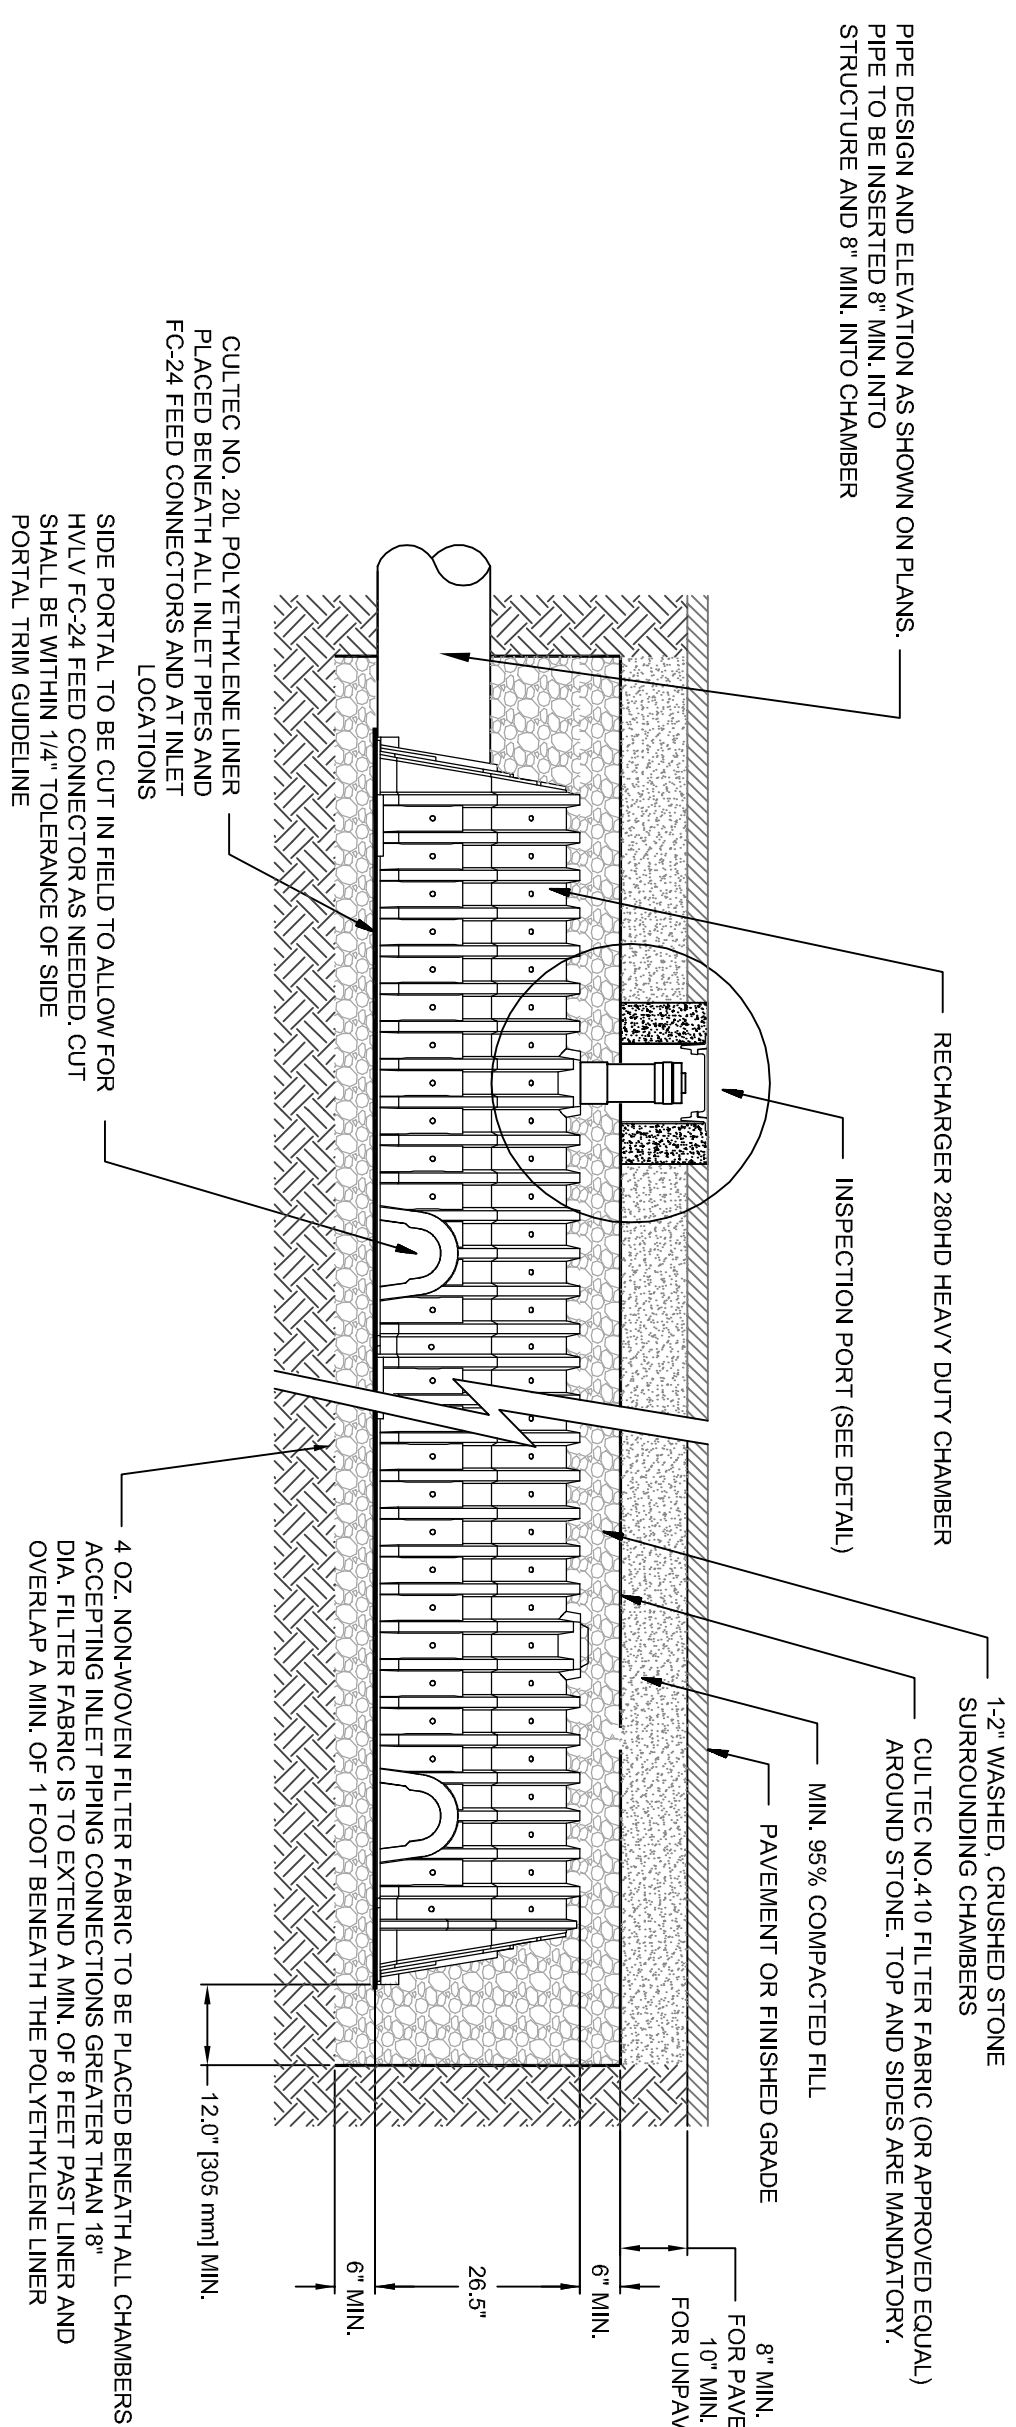 PIPE DESIGN AND ELEVATION AS SHOWN ON PLANS.
PIPE TO BE INSERTED 8" MIN. INTO
STRUCTURE AND 8" MIN. INTO CHAMBER
RECHARGER 280HD HEAVY DUTY CHAMBER
INSPECTION PORT (SEE DETAIL)
1-2" WASHED, CRUSHED STONE
SURROUNDING CHAMBERS
CULTEC NO.410 FILTER FABRIC (OR APPROVED EQUAL)
AROUND STONE. TOP AND SIDES ARE MANDATORY.
MIN. 95% COMPACTED FILL
PAVEMENT OR FINISHED GRADE
8" MIN.
FOR PAVE
10" MIN.
FOR UNPAV
6" MIN.
26.5"
6" MIN.
12.0" [305 mm] MIN.
CULTEC NO. 20L POLYETHYLENE LINER
PLACED BENEATH ALL INLET PIPES AND
FC-24 FEED CONNECTORS AND AT INLET
LOCATIONS
SIDE PORTAL TO BE CUT IN FIELD TO ALLOW FOR
HVLV FC-24 FEED CONNECTOR AS NEEDED. CUT
SHALL BE WITHIN 1/4" TOLERANCE OF SIDE
PORTAL TRIM GUIDELINE
4 OZ. NON-WOVEN FILTER FABRIC TO BE PLACED BENEATH ALL CHAMBERS
ACCEPTING INLET PIPING CONNECTIONS GREATER THAN 18"
DIA. FILTER FABRIC IS TO EXTEND A MIN. OF 8 FEET PAST LINER AND
OVERLAP A MIN. OF 1 FOOT BENEATH THE POLYETHYLENE LINER